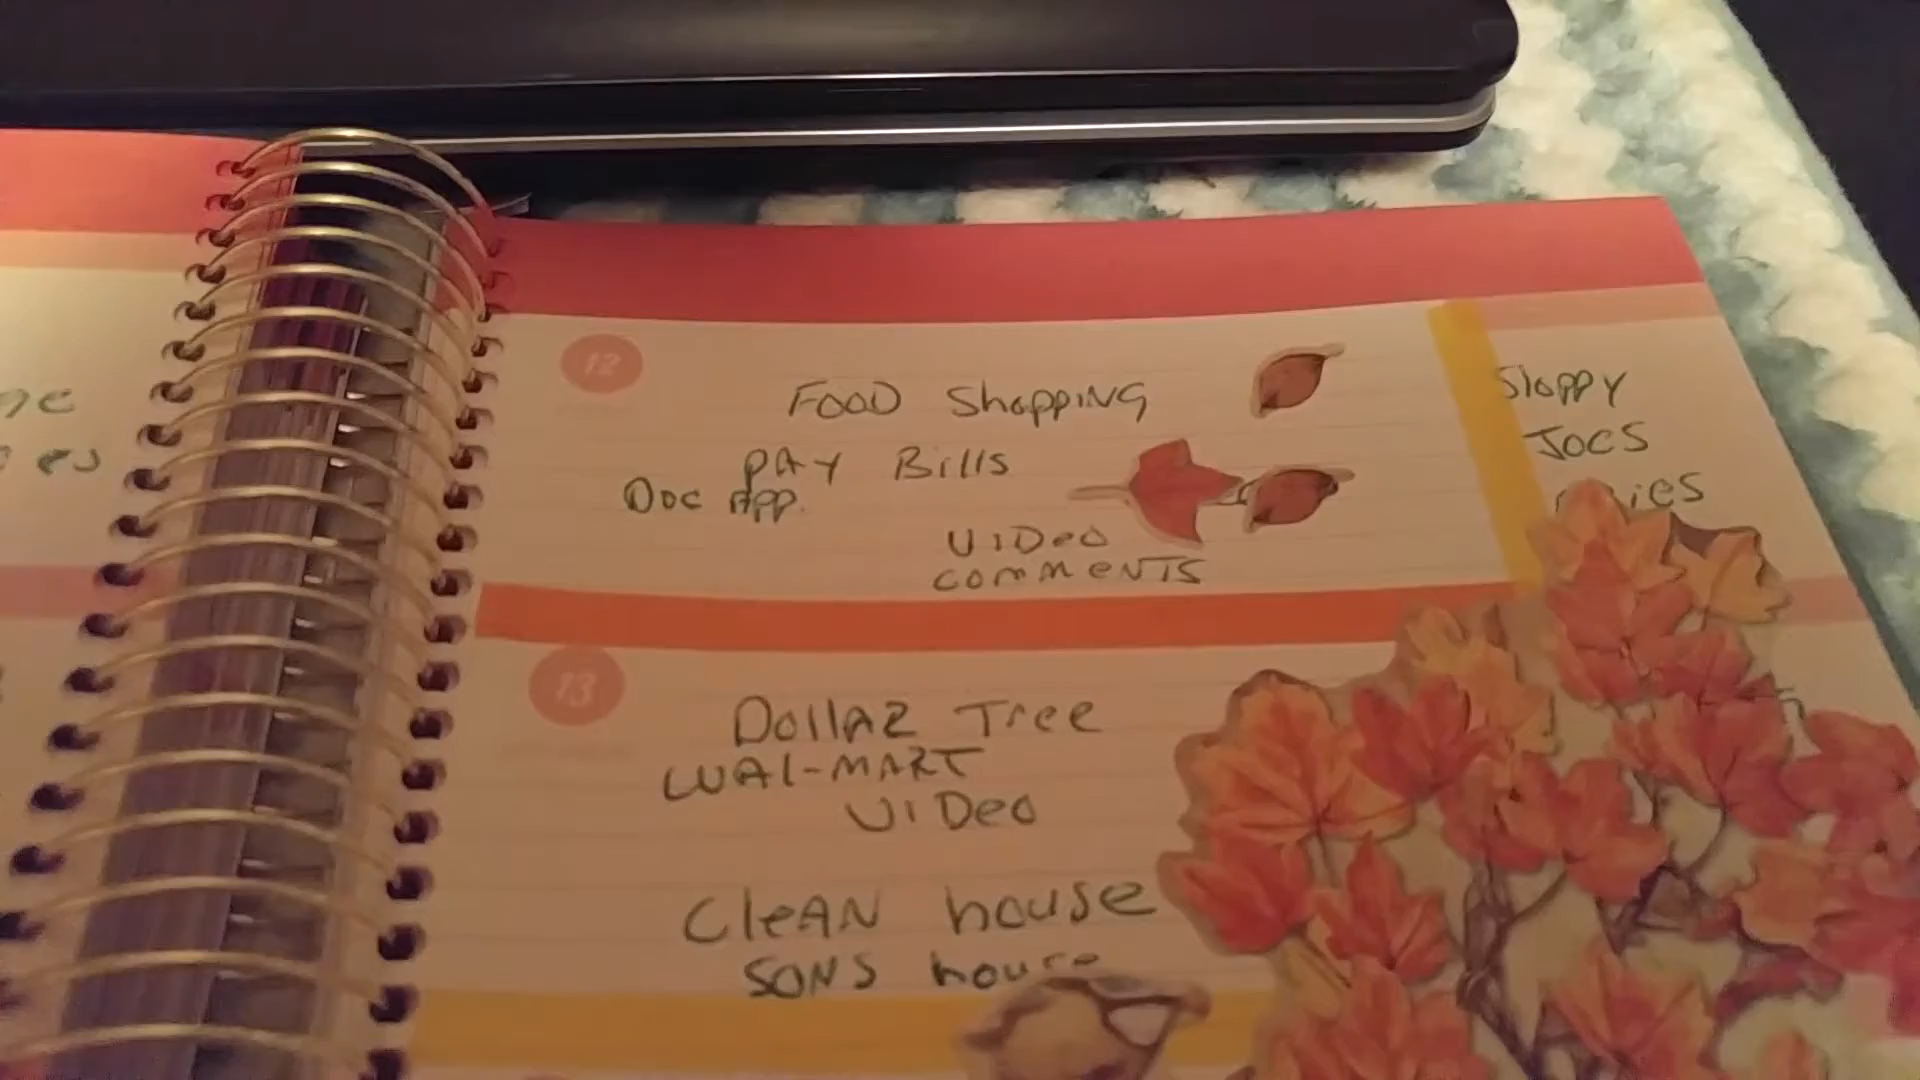 12
FOOD Shopping
PAY Bills
Doc App.
Video
comments
Sloppy
Joes
13
Dollar Tree
WAl-MART
Video
CleAN house
SONS house